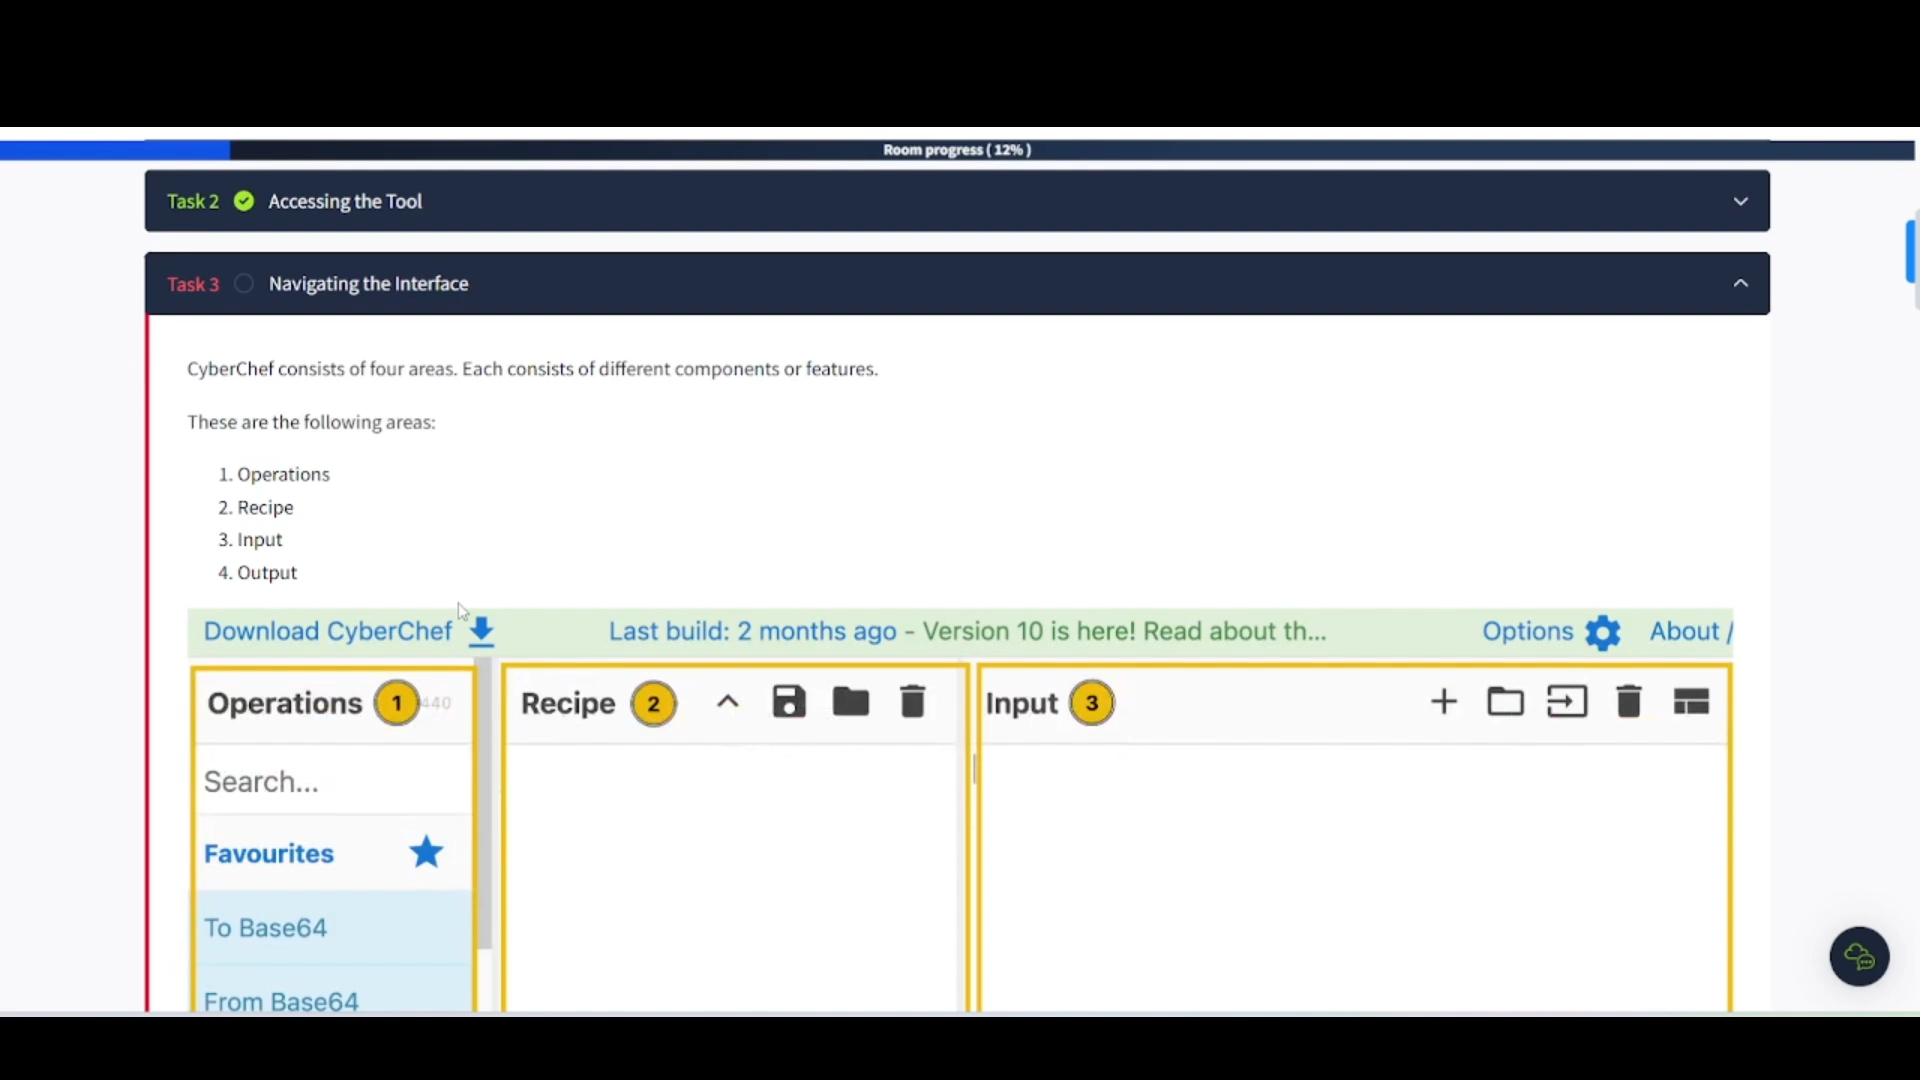 Room progress ( 12% )
Task 2 Accessing the Tool
Task 3 Navigating the Interface
CyberChef consists of four areas. Each consists of different components or features.
These are the following areas:
1. Operations
2. Recipe
3. Input
4. Output
Download CyberChef Last build: 2 months ago - Version 10 is here! Read about th... Options About /
Operations 1 440 Recipe 2 Input 3
Search...
Favourites
To Base64
From Base64